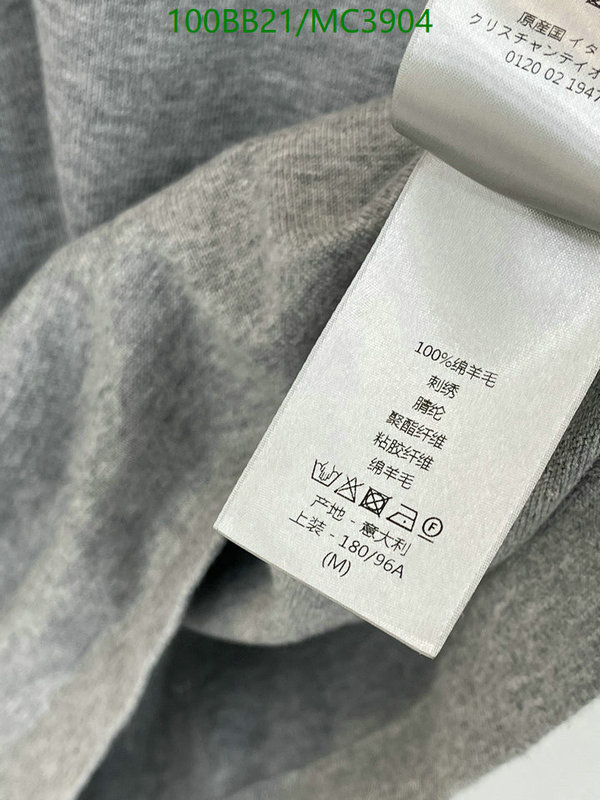 100BB21/MC3904
原産国 イタ
クリスチャンディオ
0120 02 1947
100%绵羊毛
刺绣
腈纶
聚酯纤维
粘胶纤维
绵羊毛
F
产地 - 意大利
上装 - 180/96A
(M)